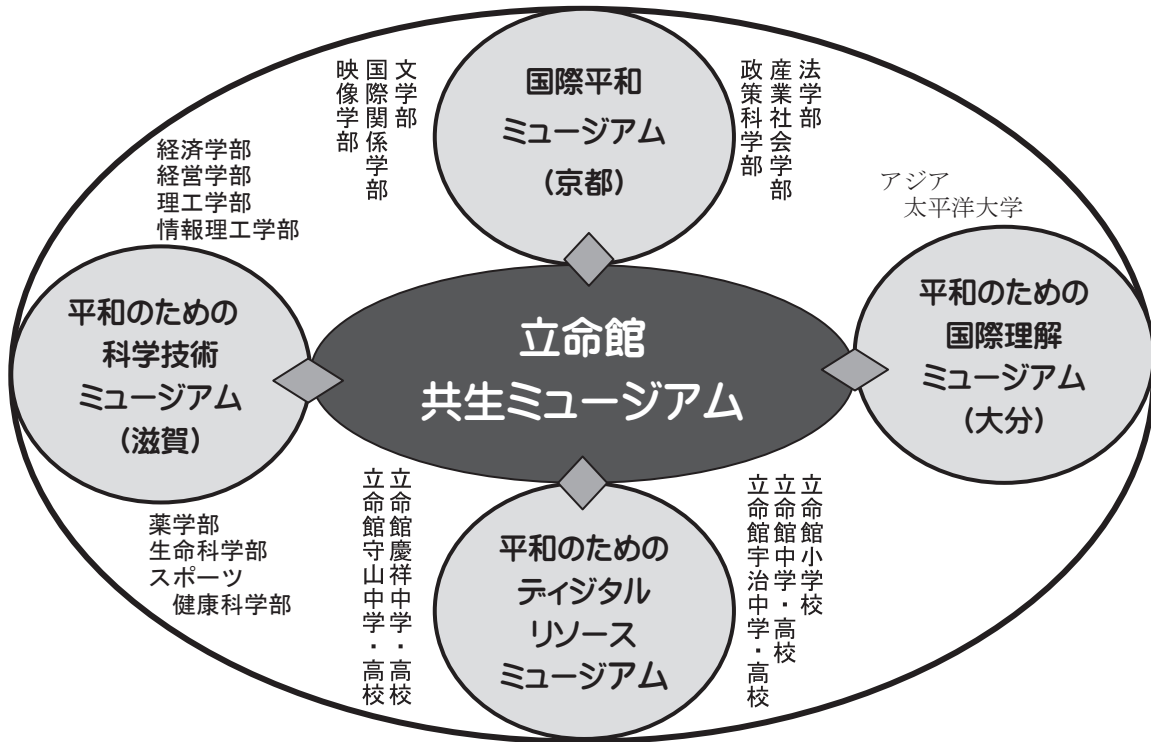 法学部
産業社会学部
政策科学部
文学部
国際関係学部
映像学部
国際平和
ミュージアム
(京都)
経済学部
経営学部
理工学部
情報理工学部
アジア
太平洋大学
平和のための
科学技術
ミュージアム
(滋賀)
立命館
共生ミュージアム
平和のための
国際理解
ミュージアム
(大分)
薬学部
生命科学部
スポーツ
健康科学部
立命館慶祥中学・高校
立命館守山中学・高校
平和のための
ディジタル
リソース
ミュージアム
立命館小学校
立命館中学・高校
立命館宇治中学・高校